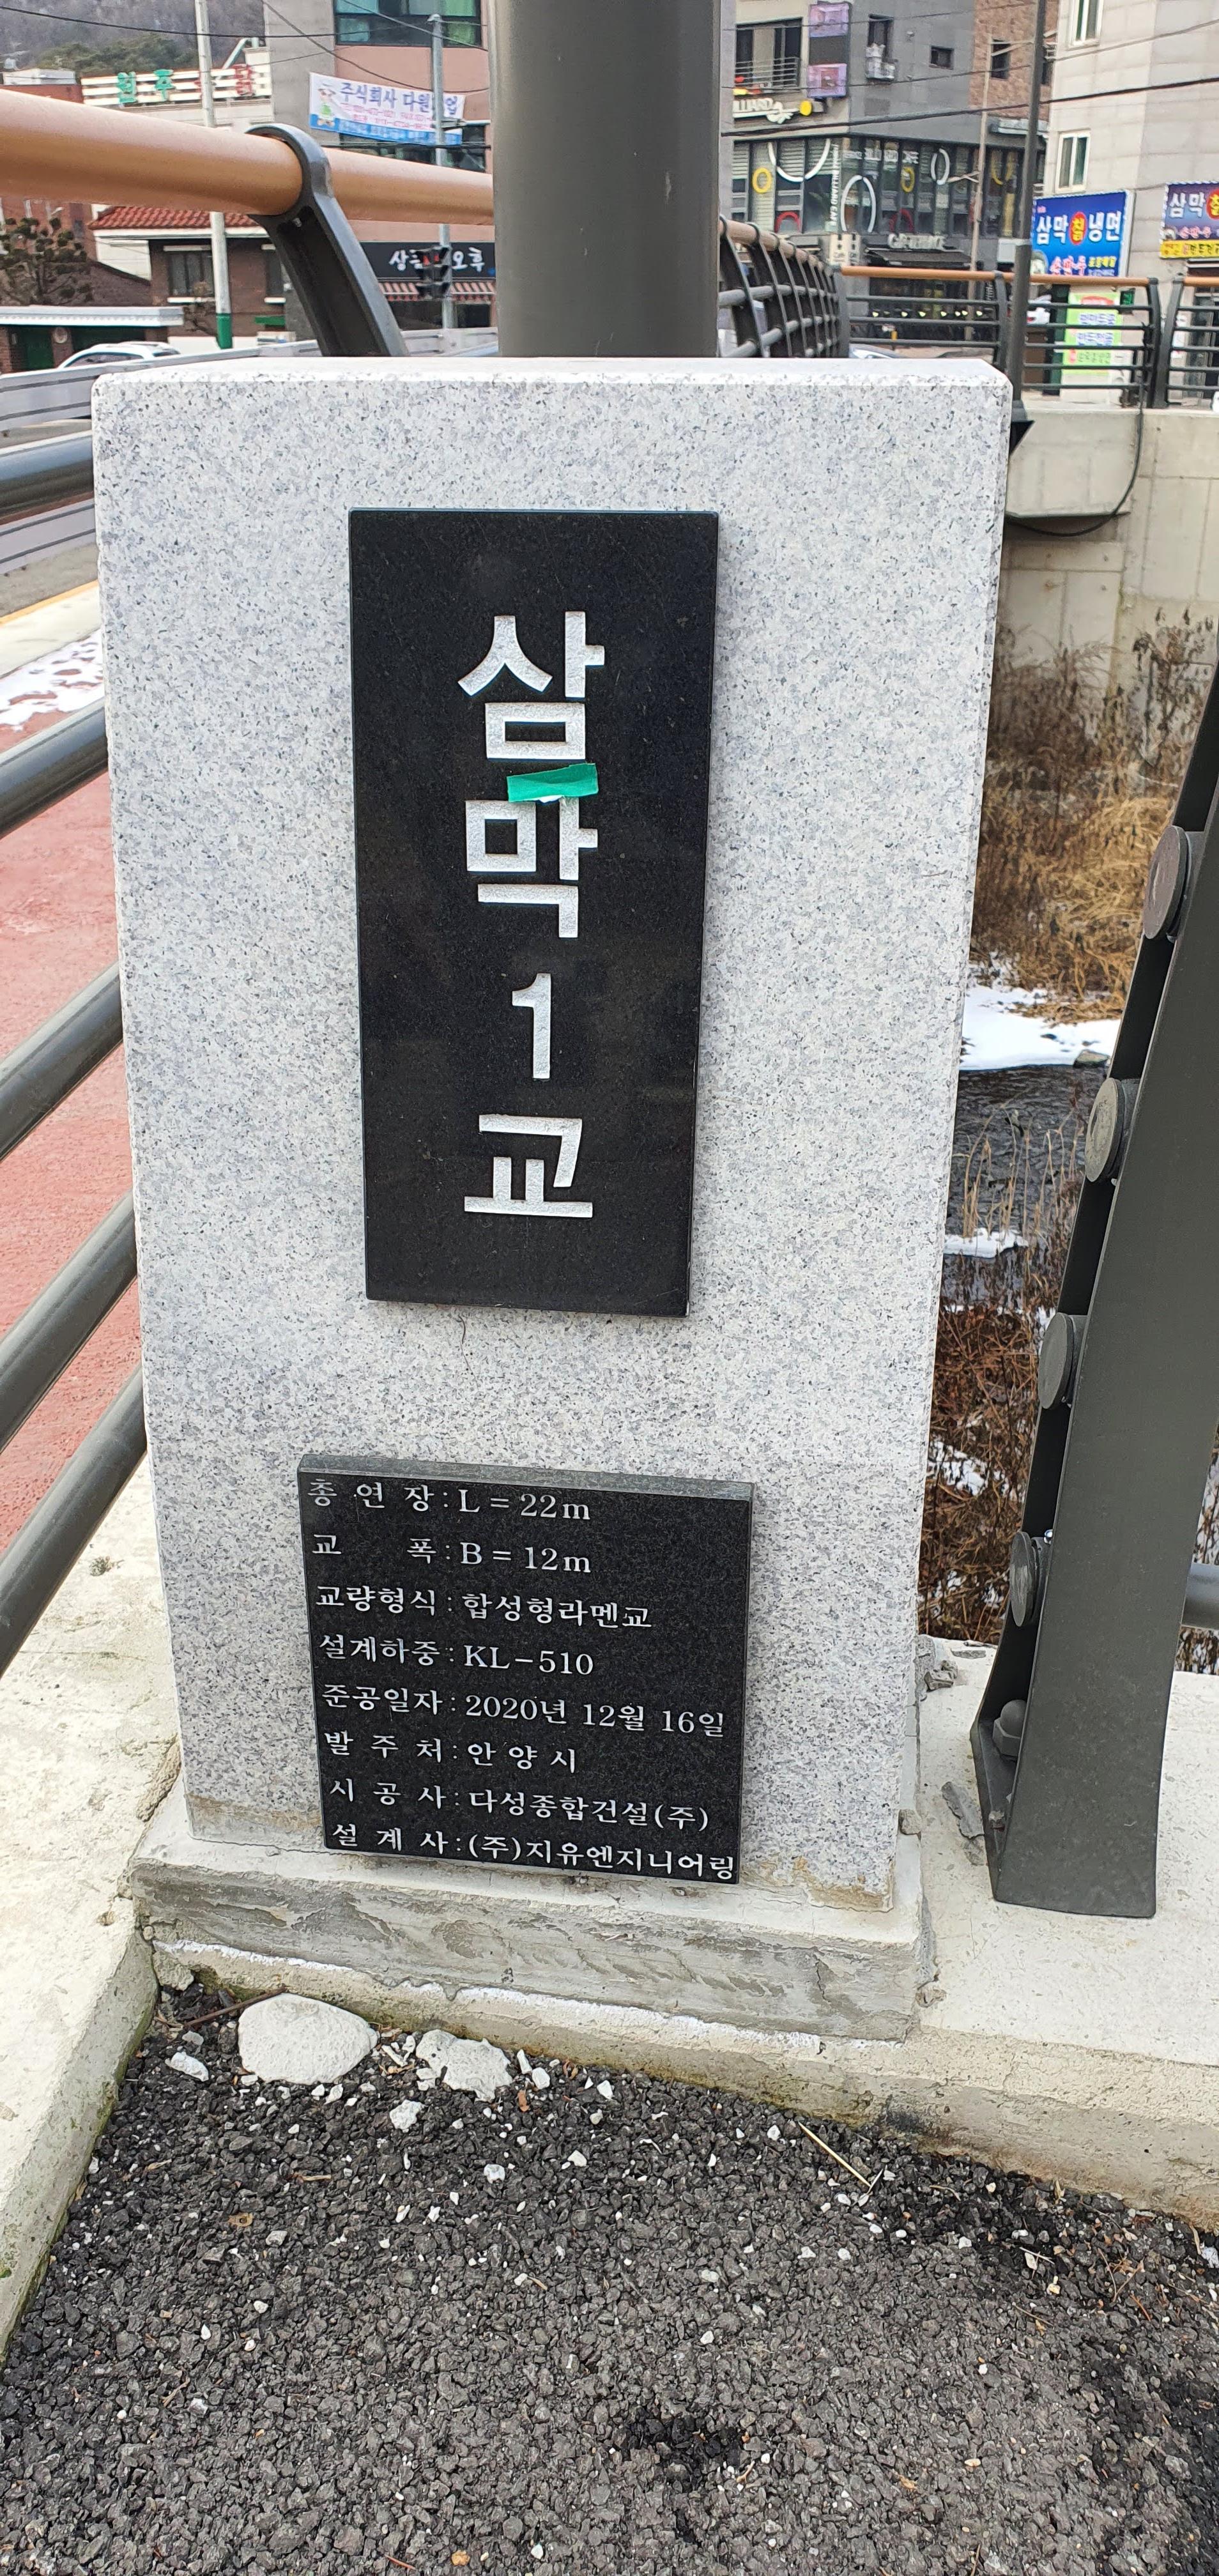 주식회사 다원
삼막칡냉면
삼막
삼
막
1
교
총 연 장 : L = 22m
교 폭 : B = 12m
교량형식 : 합성형라멘교
설계하중 : KL-510
준공일자 : 2020년 12월 16일
발 주 처 : 안 양 시
시 공 사 : 다성종합건설(주)
설 계 사 : (주)지유엔지니어링